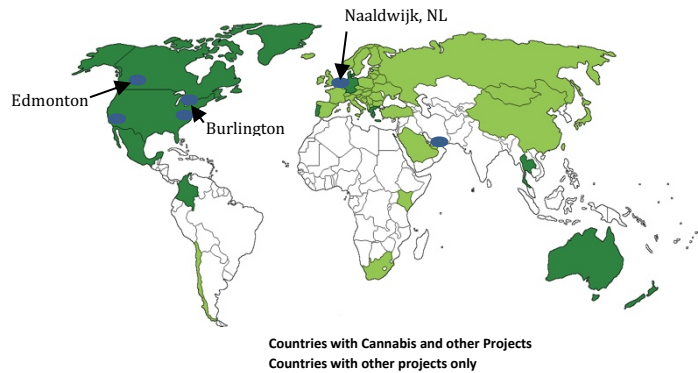 Naaldwijk, NL
Edmonton
Burlington
Countries with Cannabis and other Projects
Countries with other projects only